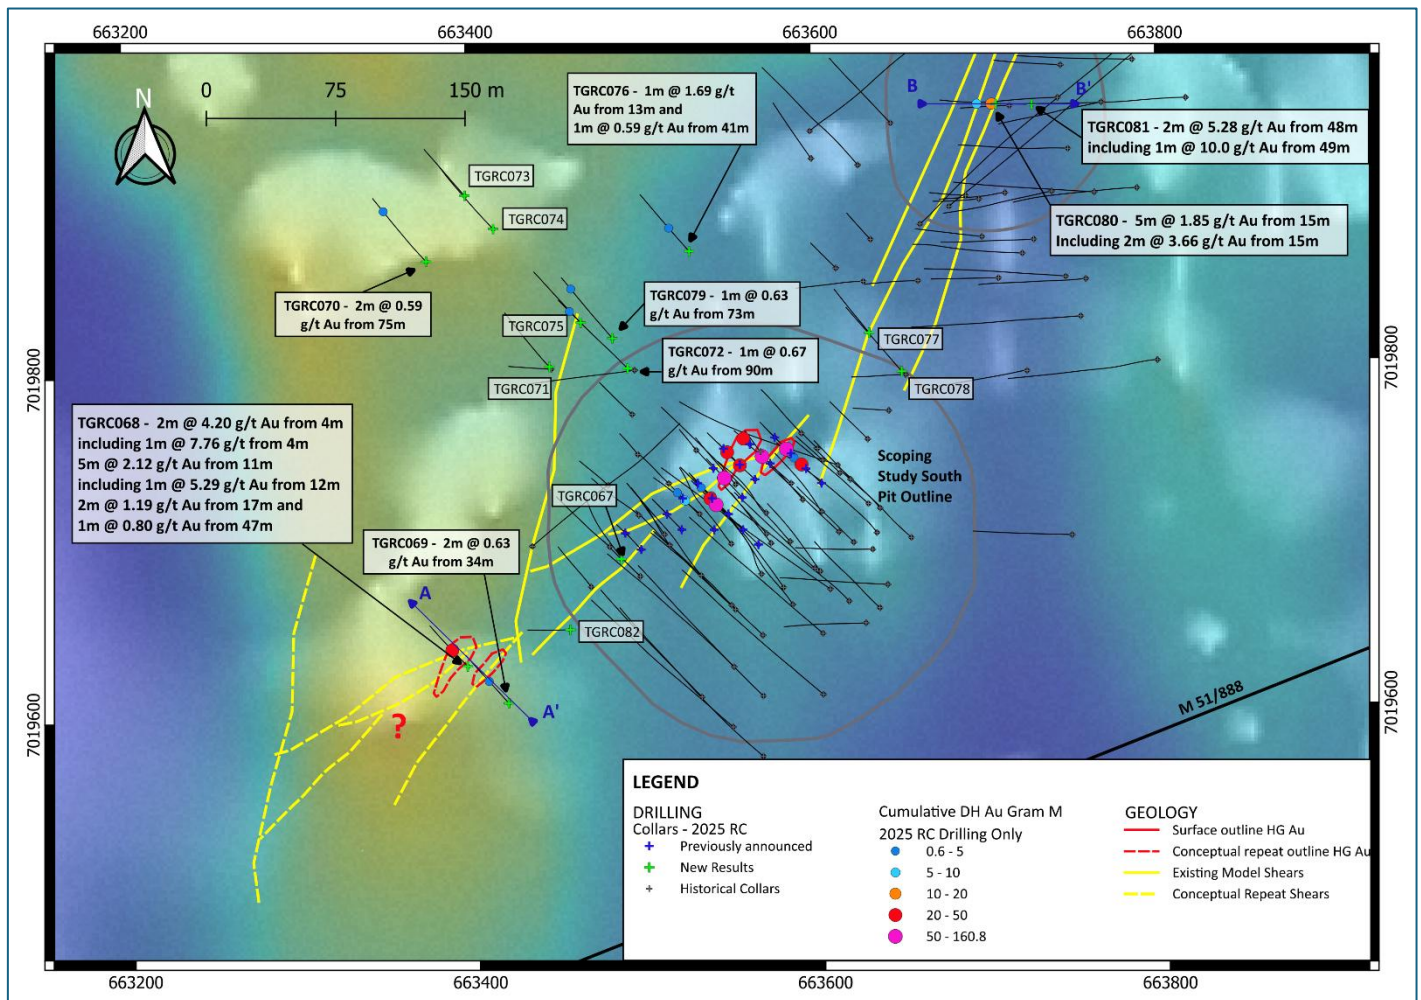 663200
663400
663600
663800
N
0
75
150 m
TGRC076 - 1m @ 1.69 g/t
Au from 13m and
1m @ 0.59 g/t Au from 41m
B
B'
TGRC081 - 2m @ 5.28 g/t Au from 48m
including 1m @ 10.0 g/t Au from 49m
TGRC073
TGRC074
TGRC080 - 5m @ 1.85 g/t Au from 15m
Including 2m @ 3.66 g/t Au from 15m
TGRC070 - 2m @ 0.59
g/t Au from 75m
TGRC079 - 1m @ 0.63
g/t Au from 73m
TGRC075
TGRC077
TGRC072 - 1m @ 0.67
g/t Au from 90m
TGRC071
TGRC078
7019800
7019800
TGRC068 - 2m @ 4.20 g/t Au from 4m
including 1m @ 7.76 g/t from 4m
5m @ 2.12 g/t Au from 11m
including 1m @ 5.29 g/t Au from 12m
2m @ 1.19 g/t Au from 17m and
1m @ 0.80 g/t Au from 47m
Scoping
Study South
Pit Outline
TGRC067
TGRC069 - 2m @ 0.63
g/t Au from 34m
A
TGRC082
A'
?
M 51/888
7019600
7019600
LEGEND
DRILLING
Collars - 2025 RC
Previously announced
New Results
Historical Collars
Cumulative DH Au Gram M
2025 RC Drilling Only
0.6 - 5
5 - 10
10 - 20
20 - 50
50 - 160.8
GEOLOGY
Surface outline HG Au
Conceptual repeat outline HG Au
Existing Model Shears
Conceptual Repeat Shears
663200
663400
663600
663800